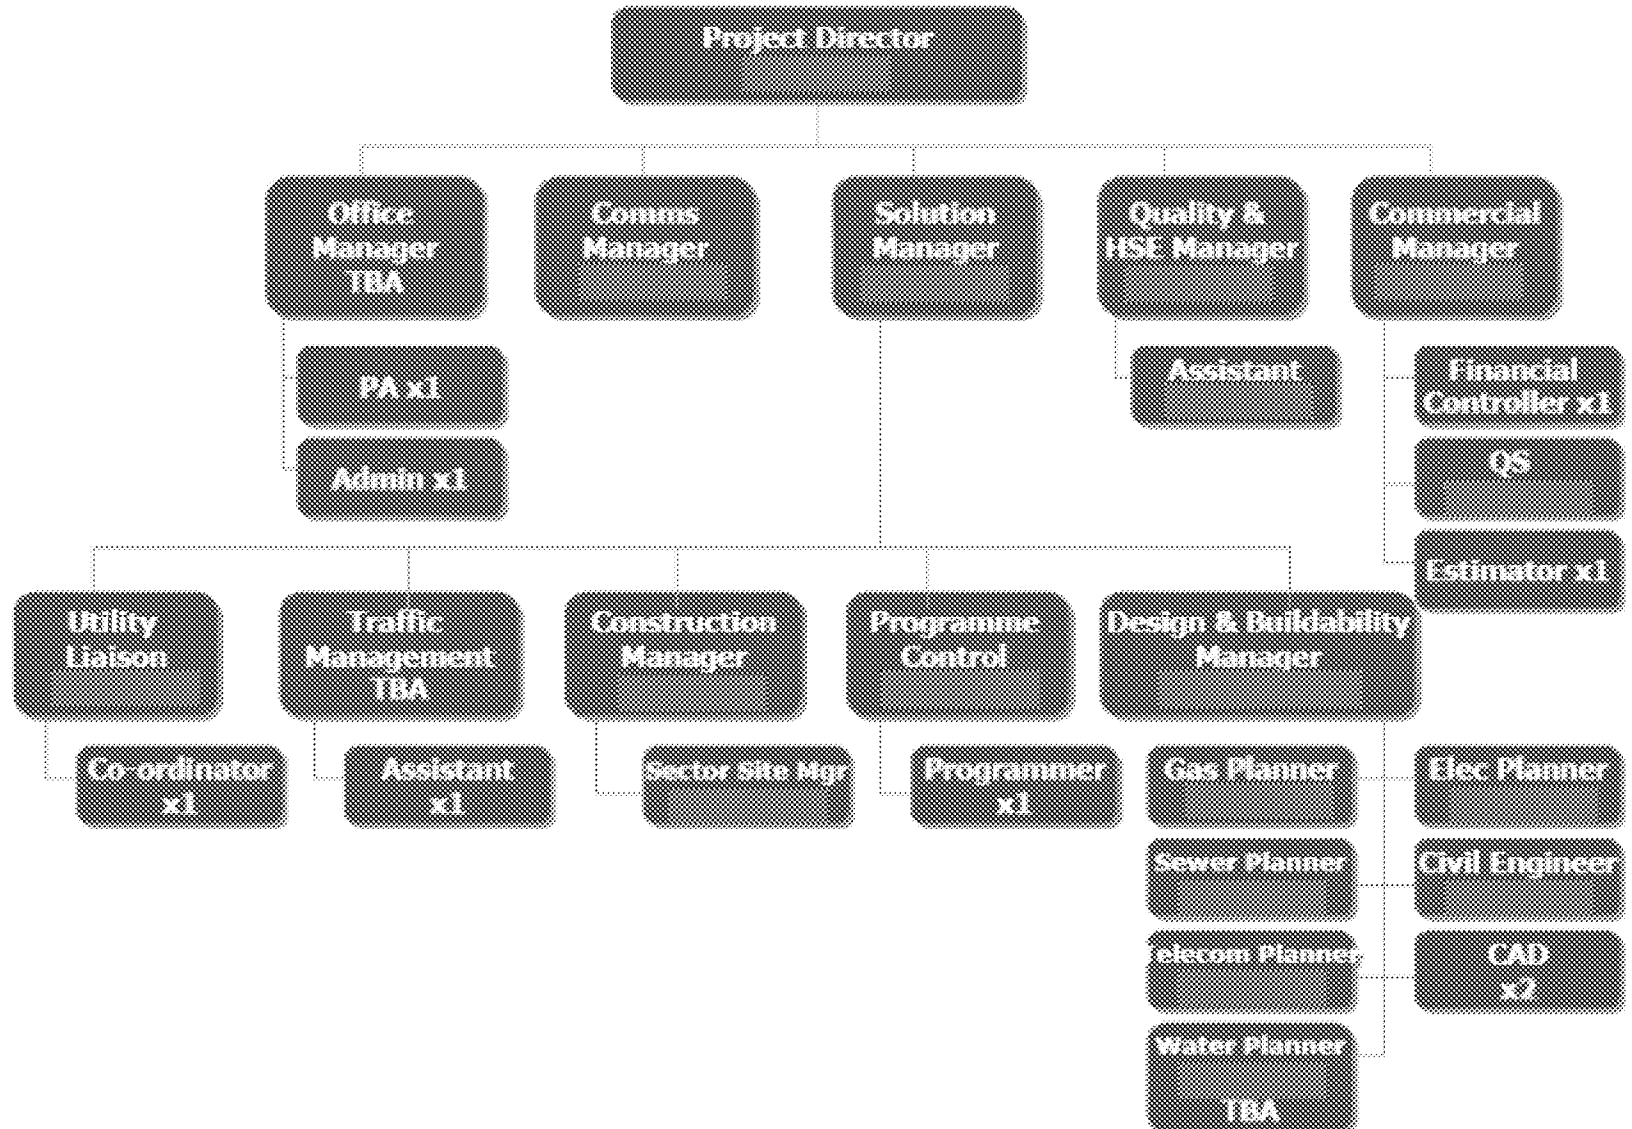 Project Director
Office
Manager
TBA
Comms
Manager
Solution
Manager
Quality &
HSE Manager
Commercial
Manager
PA x1
Admin x1
Assistant
Financial
Controller x1
QS
Estimator x1
Utility
Liaison
Traffic
Management
TBA
Construction
Manager
Programme
Control
Design & Buildability
Manager
Co-ordinator
x1
Assistant
x1
Sector Site Mgr
Programmer
x1
Gas Planner
Elec Planner
Sewer Planner
Civil Engineer
Telecom Planner
CAD
x2
Water Planner
TBA